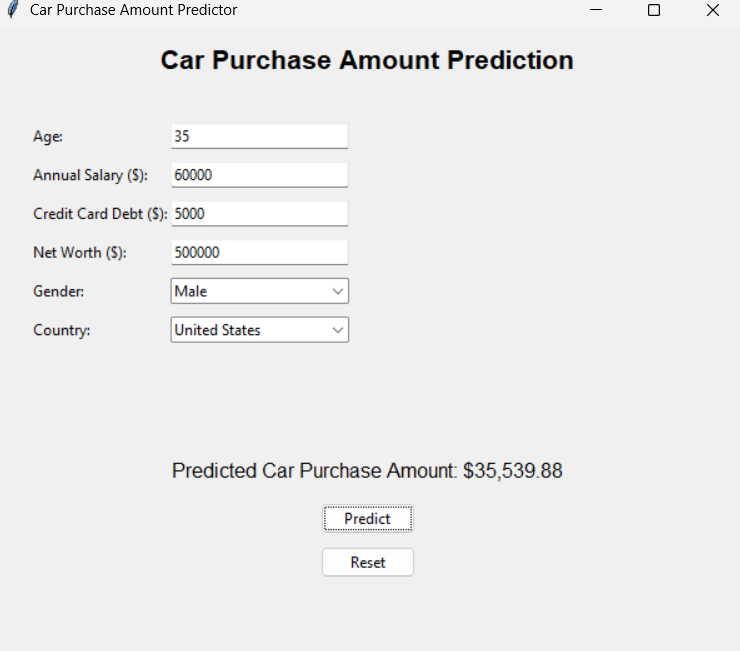 Car Purchase Amount Predictor
Car Purchase Amount Prediction
Age: 35
Annual Salary ($): 60000
Credit Card Debt ($): 5000
Net Worth ($): 500000
Gender: Male
Country: United States
Predicted Car Purchase Amount: $35,539.88
Predict
Reset